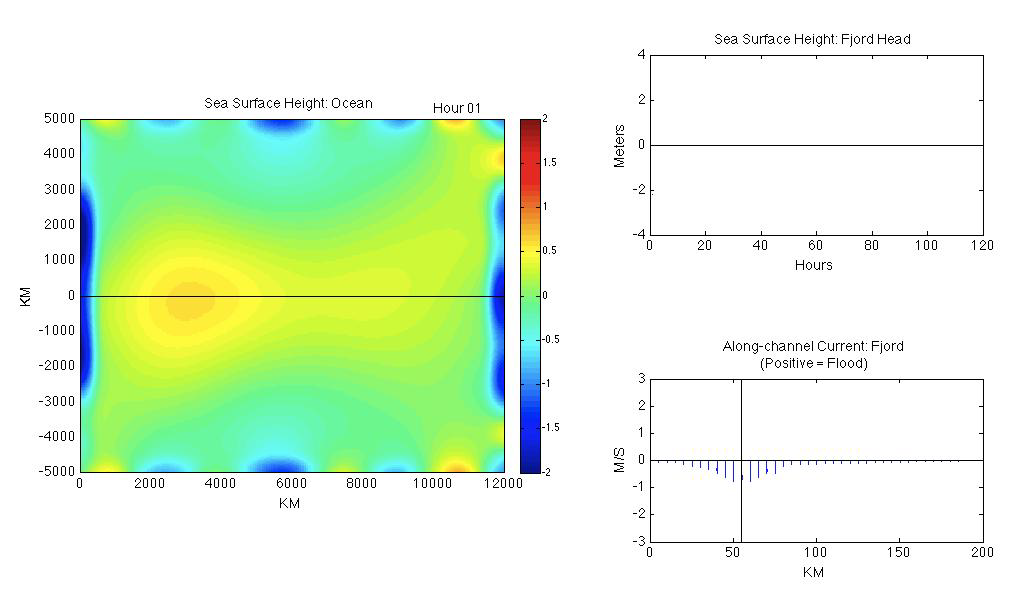 Sea Surface Height: Ocean
Hour 01
5000
4000
3000
2000
1000
0
-1000
-2000
-3000
-4000
-5000
KM
0 2000 4000 6000 8000 10000 12000
KM
2
1.5
1
0.5
0
-0.5
-1
-1.5
-2
Sea Surface Height: Fjord Head
4
2
0
-2
-4
Meters
0 20 40 60 80 100 120
Hours
Along-channel Current: Fjord
(Positive = Flood)
3
2
1
0
-1
-2
-3
M/S
0 50 100 150 200
KM